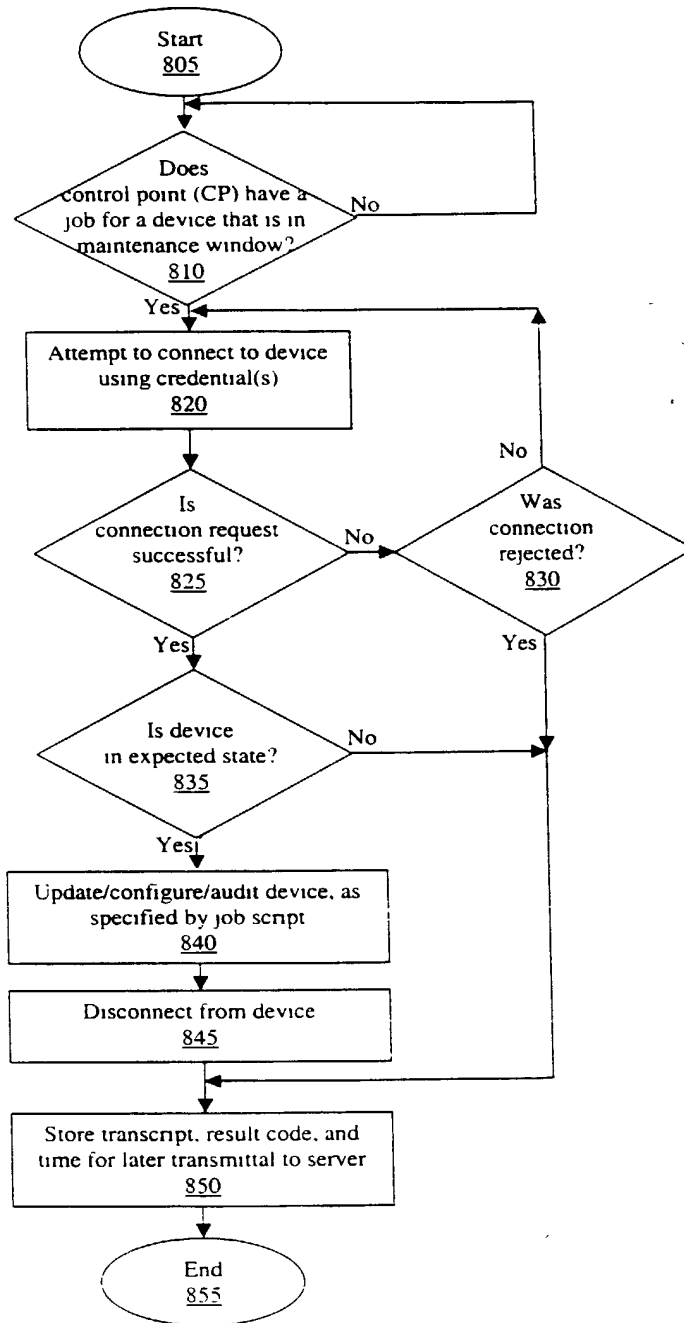 Start
805
Does
control point (CP) have a
job for a device that is in
maintenance window?
810
No
Yes
Attempt to connect to device
using credential(s)
820
No
Is
connection request
successful?
825
No
Was
connection
rejected?
830
Yes
Yes
Is device
in expected state?
835
No
Yes
Update/configure/audit device, as
specified by job script
840
Disconnect from device
845
Store transcript, result code, and
time for later transmittal to server
850
End
855